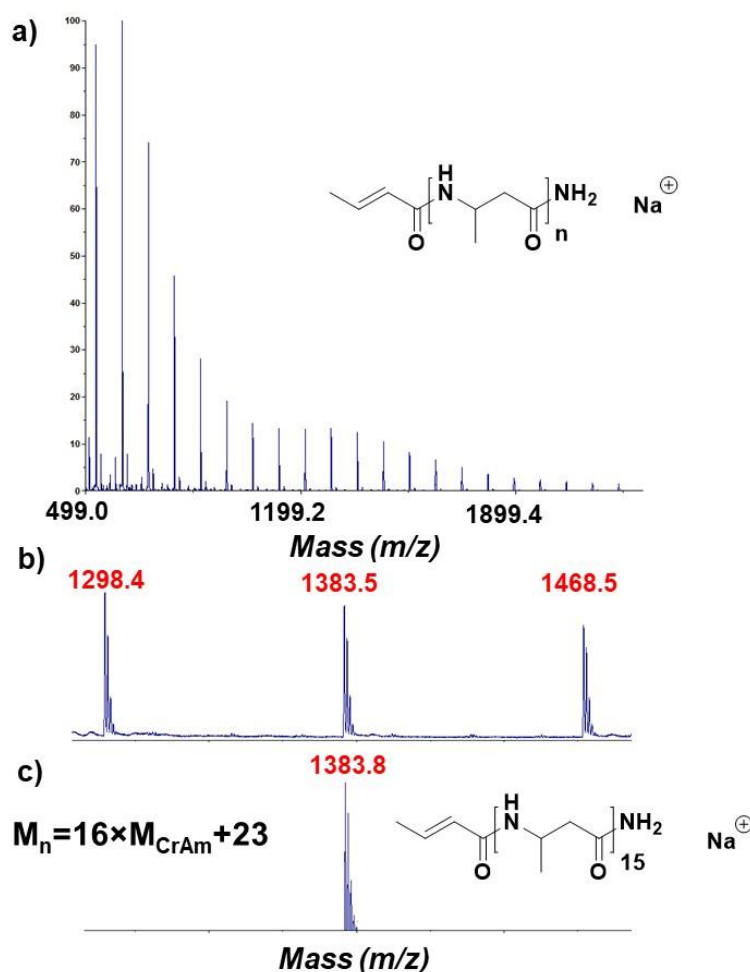 a)
100
90
80
70
60
50
40
30
20
10
0
H
N
NH2
Na⊕
O
O
n
499.0
1199.2
1899.4
Mass (m/z)
b)
1298.4
1383.5
1468.5
c)
1383.8
Mn=16×MCrAm+23
H
N
NH2
Na⊕
O
O
15
Mass (m/z)